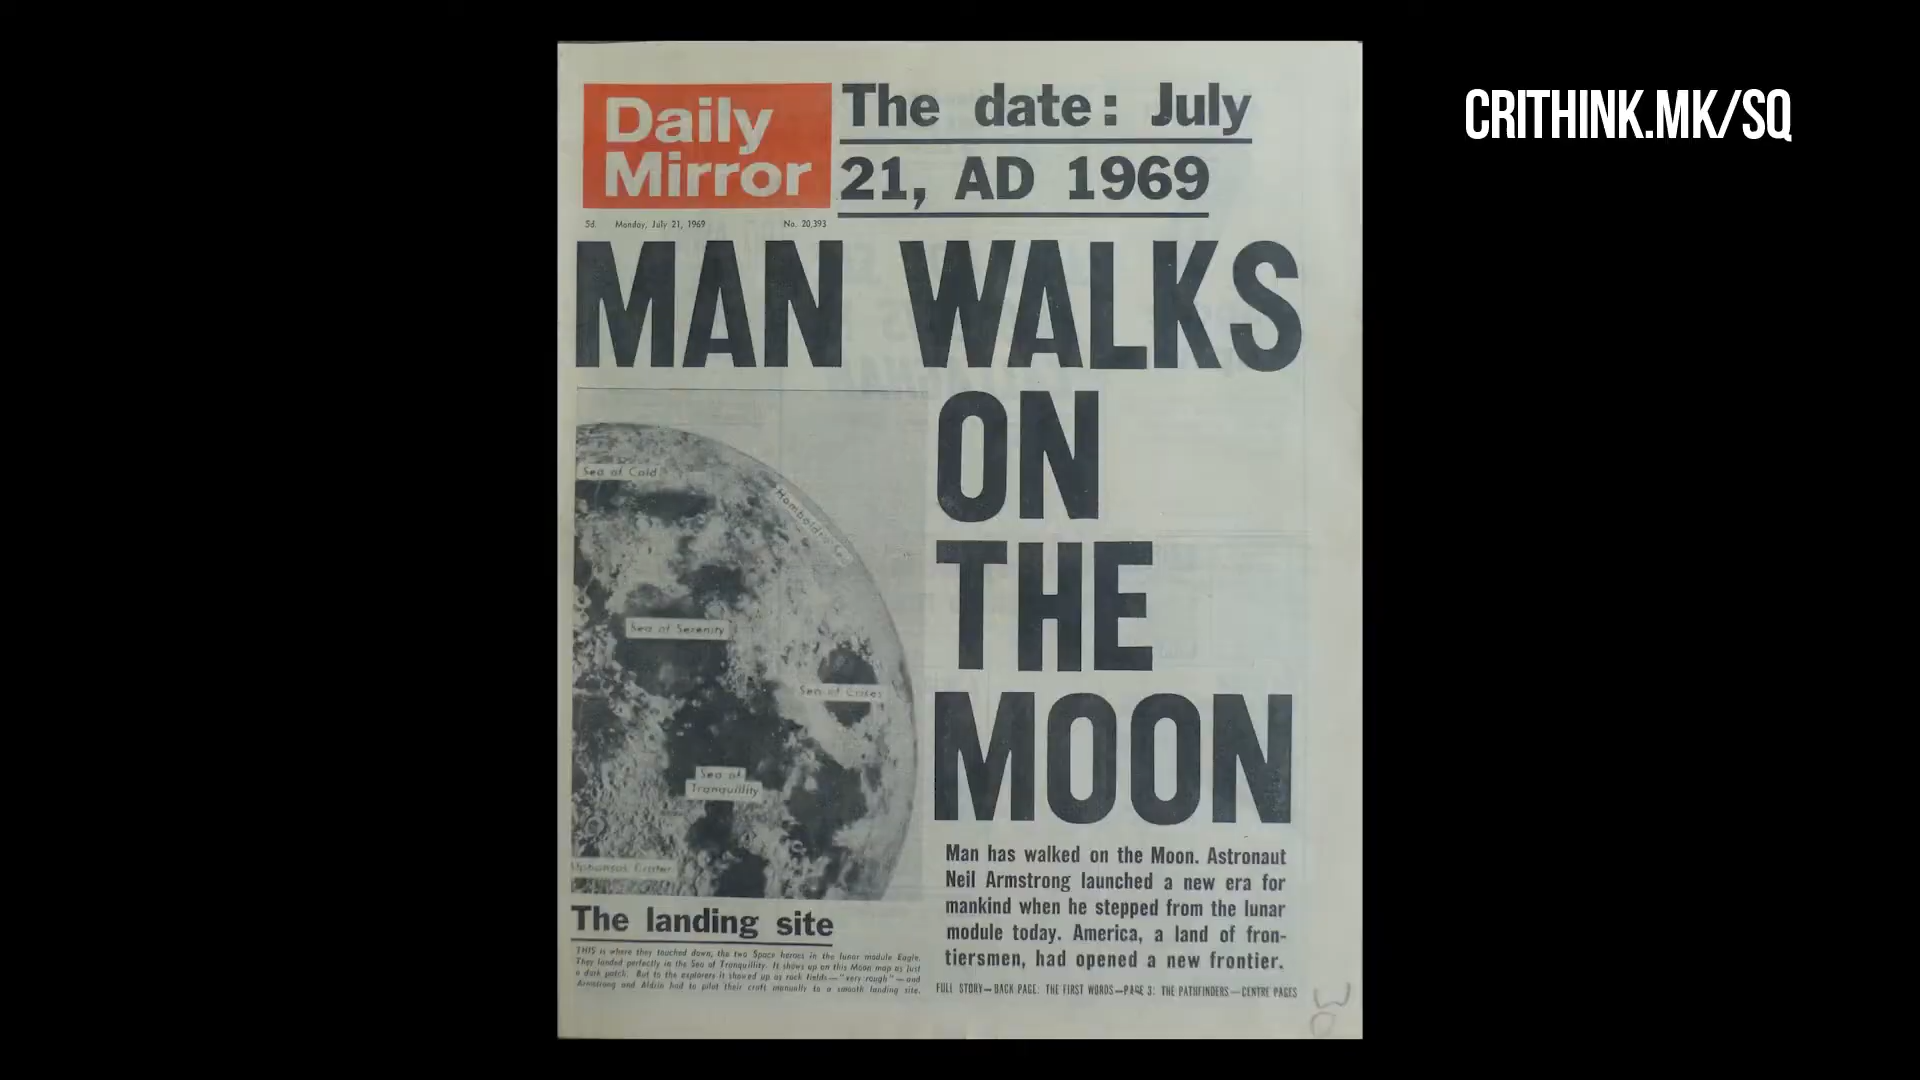 CRITHINK.MK/SQ
Daily
Mirror
The date: July
21, AD 1969
5d. Monday, July 21, 1969 No. 20,393
MAN WALKS
ON
THE
MOON
Sea of Cold
Humboldt's Sea
Sea of Serenity
Sea of Crises
Sea of
Tranquillity
Alphonsus Crater
The landing site
THIS is where they touched down, the two Space heroes in the lunar module Eagle.
They landed perfectly in the Sea of Tranquillity. It shows up on this Moon map as just
a dark patch. But to the explorers it showed up as rock fields—"very rough"—and
Armstrong and Aldrin had to pilot their craft manually to a smooth landing site.
Man has walked on the Moon. Astronaut
Neil Armstrong launched a new era for
mankind when he stepped from the lunar
module today. America, a land of fron-
tiersmen, had opened a new frontier.
FULL STORY—BACK PAGE: THE FIRST WORDS—PAGE 3: THE PATHFINDERS—CENTRE PAGES